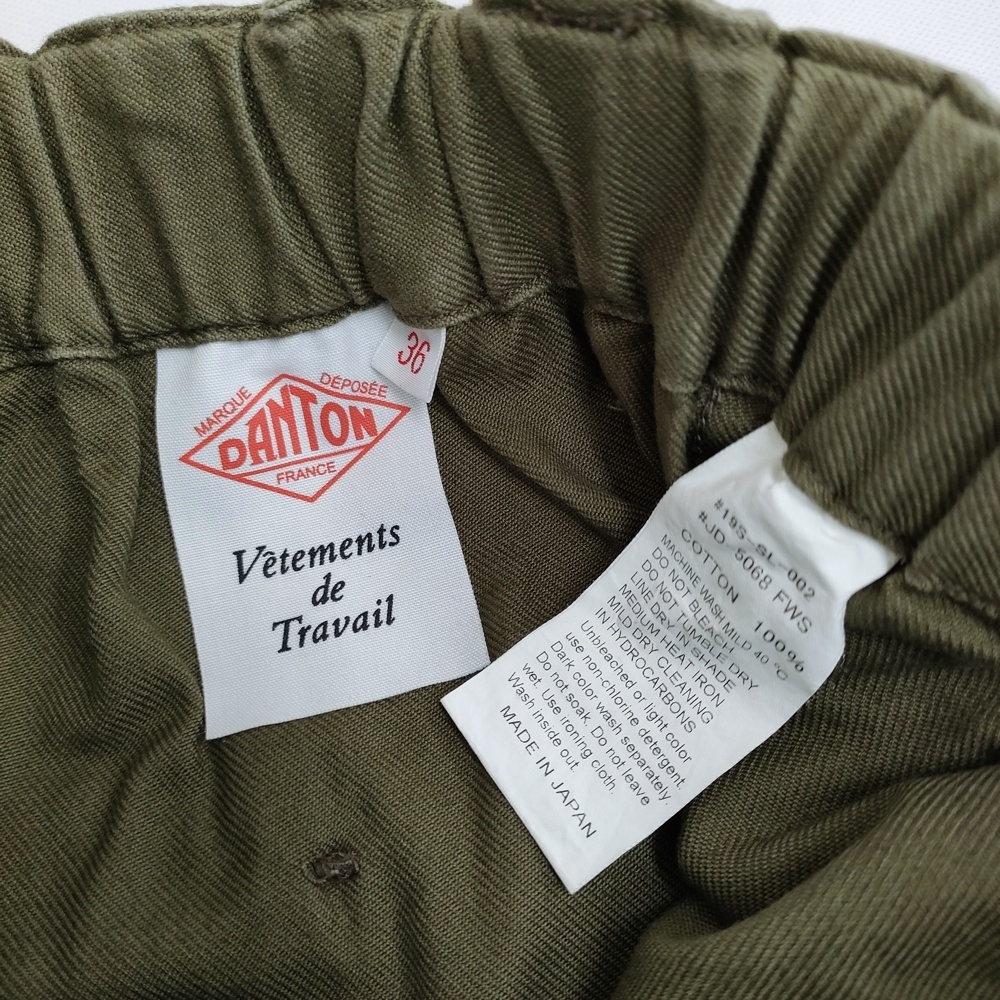 MARQUE DÉPOSÉE
DANTON
FRANCE
Vêtements
de
Travail
36
#19S-SL-002
#JD-5068 FWS
COTTON 100%
MACHINE WASH MILD 40 °C
DO NOT BLEACH
DO NOT TUMBLE DRY
LINE DRY IN SHADE
MEDIUM HEAT IRON
MILD DRY CLEANING
IN HYDROCARBONS
Unbleached or light color
use non-chlorine detergent.
Dark color wash separately.
Do not soak. Do not leave
wet. Use ironing cloth.
Wash inside out.
MADE IN JAPAN